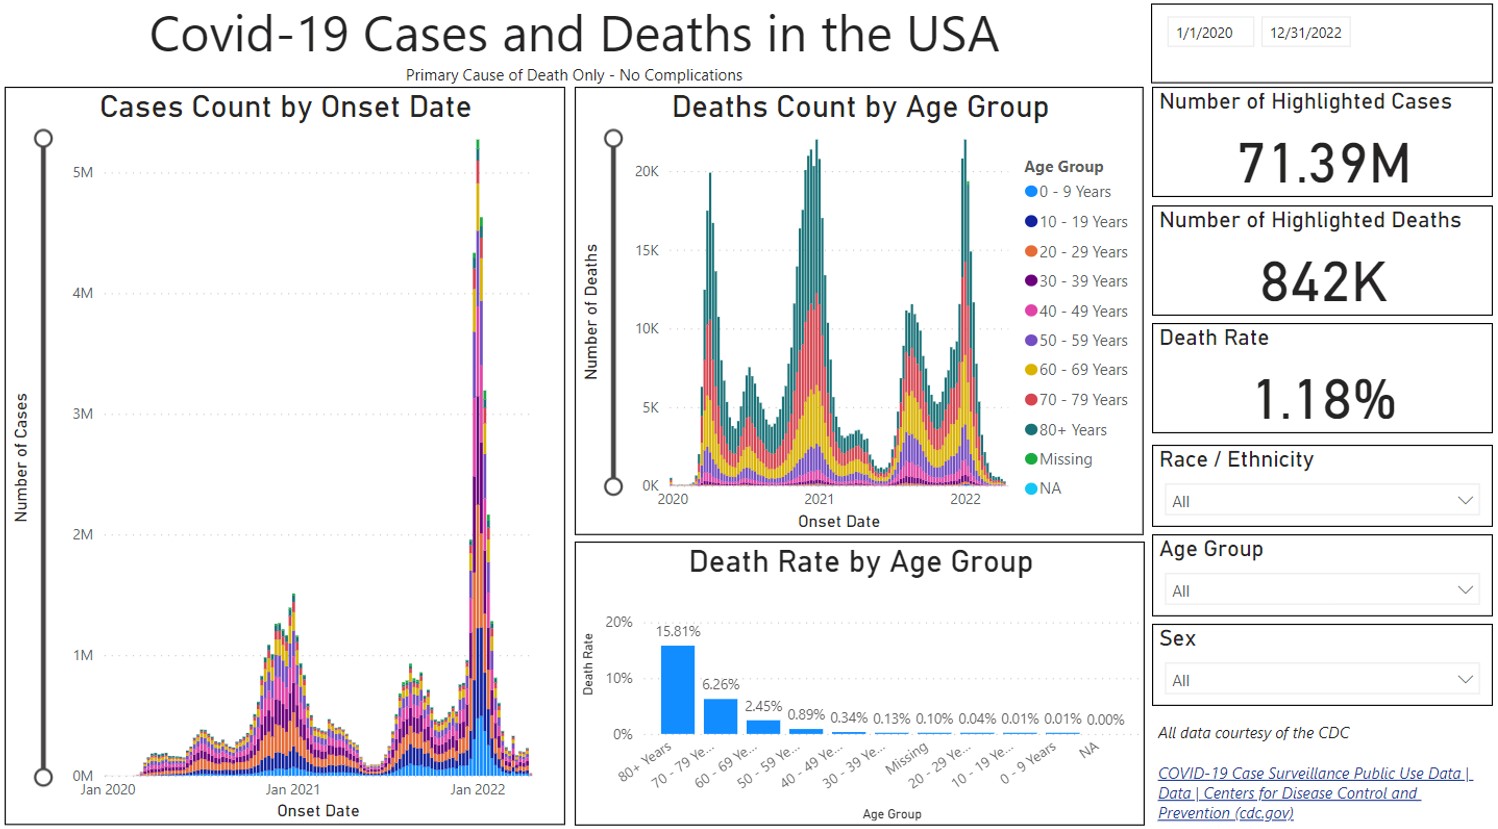 Covid-19 Cases and Deaths in the USA
Primary Cause of Death Only - No Complications
1/1/2020
12/31/2022
Cases Count by Onset Date
5M
4M
3M
2M
1M
0M
Number of Cases
Jan 2020
Jan 2021
Jan 2022
Onset Date
Deaths Count by Age Group
20K
15K
10K
5K
0K
Number of Deaths
2020
2021
2022
Onset Date
Age Group
0 - 9 Years
10 - 19 Years
20 - 29 Years
30 - 39 Years
40 - 49 Years
50 - 59 Years
60 - 69 Years
70 - 79 Years
80+ Years
Missing
NA
Death Rate by Age Group
20%
10%
0%
Death Rate
15.81%
6.26%
2.45%
0.89%
0.34%
0.13%
0.10%
0.04%
0.01%
0.01%
0.00%
80+ Years
70 - 79 Ye...
60 - 69 Ye...
50 - 59 Ye...
40 - 49 Ye...
30 - 39 Ye...
Missing
20 - 29 Ye...
10 - 19 Ye...
0 - 9 Years
NA
Age Group
Number of Highlighted Cases
71.39M
Number of Highlighted Deaths
842K
Death Rate
1.18%
Race / Ethnicity
All
Age Group
All
Sex
All
All data courtesy of the CDC
COVID-19 Case Surveillance Public Use Data |
Data | Centers for Disease Control and
Prevention (cdc.gov)